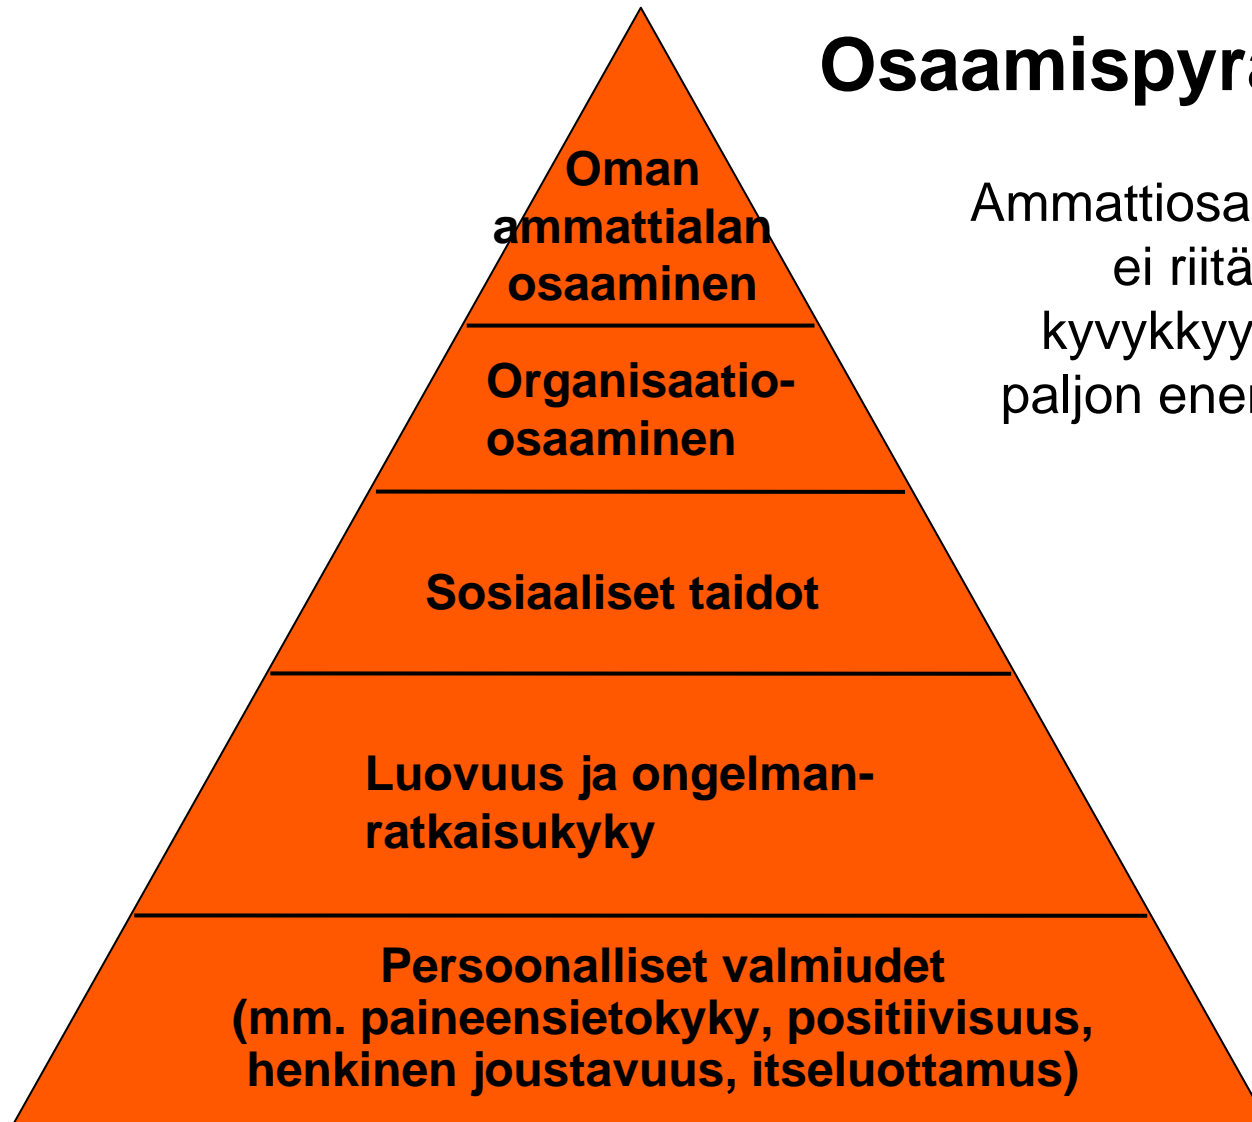 Osaamispyra
Ammattiosa
ei riitä
kyvykkyy
paljon ener
Oman
ammattialan
osaaminen
Organisaatio-
osaaminen
Sosiaaliset taidot
Luovuus ja ongelman-
ratkaisukyky
Persoonalliset valmiudet
(mm. paineensietokyky, positiivisuus,
henkinen joustavuus, itseluottamus)